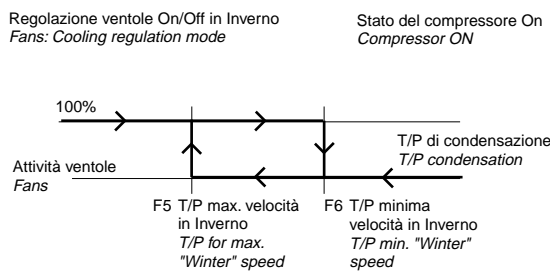 Regolazione ventole On/Off in Inverno
Fans: Cooling regulation mode
Stato del compressore On
Compressor ON
100%
T/P di condensazione
T/P condensation
Attività ventole
Fans
F5 T/P max. velocità
in Inverno
T/P for max.
"Winter" speed
F6 T/P minima
velocità in Inverno
T/P min. "Winter"
speed